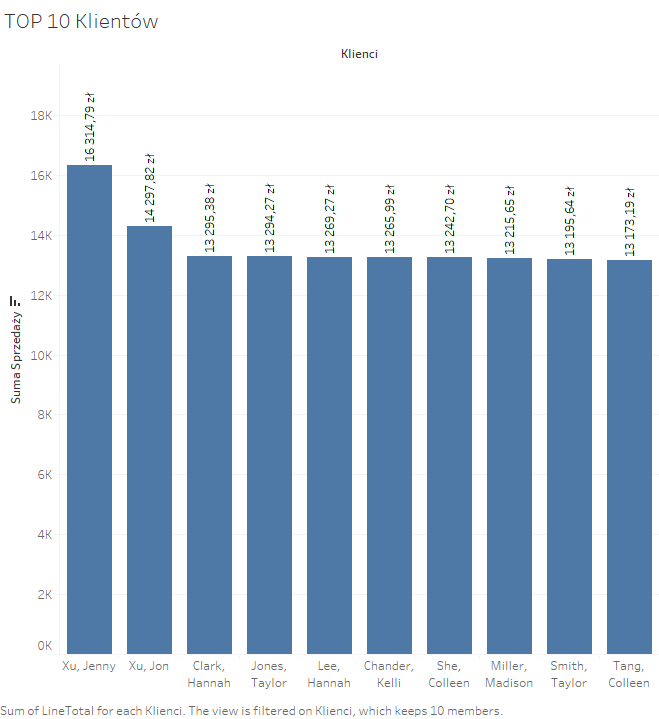 TOP 10 Klientów
Klienci
Suma Sprzedaży
18K
16K
14K
12K
10K
8K
6K
4K
2K
0K
16 314,79 zł
14 297,82 zł
13 295,38 zł
13 294,27 zł
13 269,27 zł
13 265,99 zł
13 242,70 zł
13 215,65 zł
13 195,64 zł
13 173,19 zł
Xu, Jenny
Xu, Jon
Clark,
Hannah
Jones,
Taylor
Lee,
Hannah
Chander,
Kelli
She,
Colleen
Miller,
Madison
Smith,
Taylor
Tang,
Colleen
Sum of LineTotal for each Klienci. The view is filtered on Klienci, which keeps 10 members.